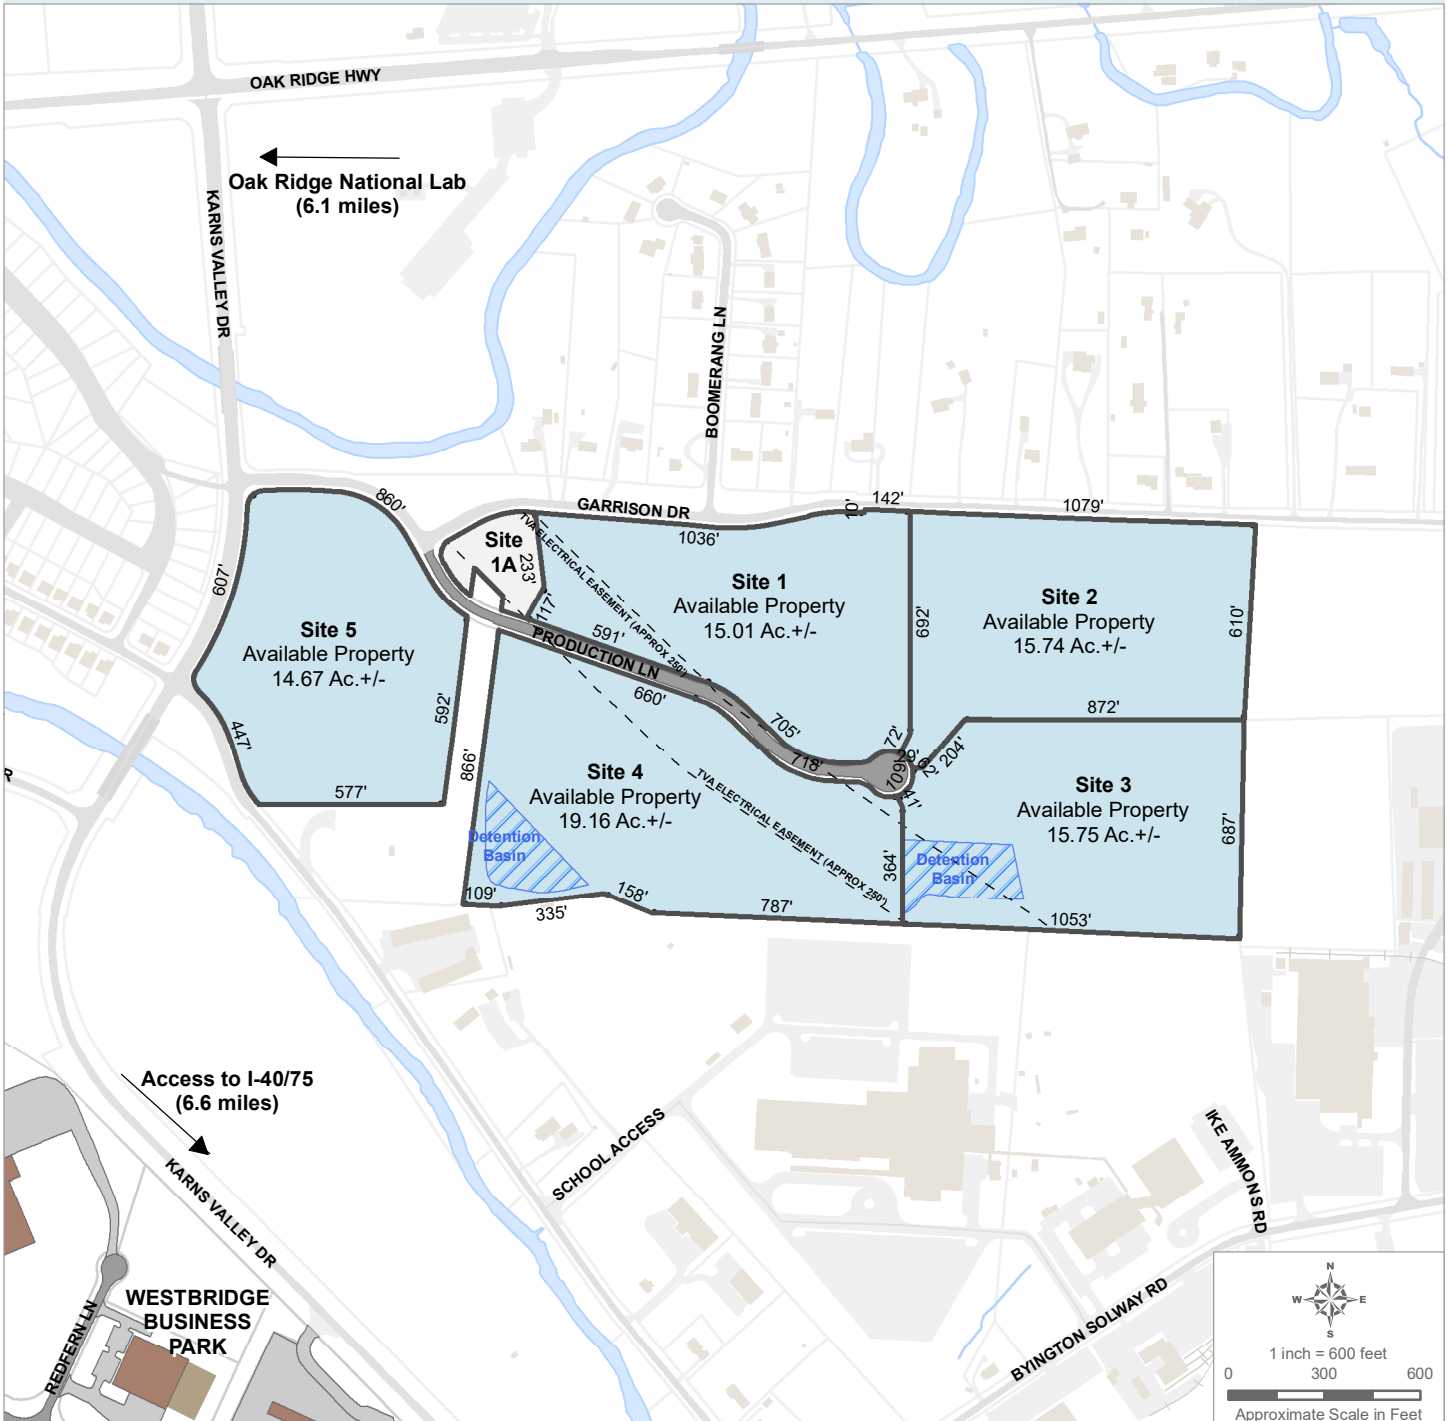 OAK RIDGE HWY
Oak Ridge National Lab
(6.1 miles)
KARNS VALLEY DR
BOOMERANG LN
GARRISON DR
860'
607'
447'
577'
592'
Site 5
Available Property
14.67 Ac.+/-
Site
1A
233'
117'
1036'
10'
142'
1079'
TVA ELECTRICAL EASEMENT (APPROX 250')
Site 1
Available Property
15.01 Ac.+/-
692'
Site 2
Available Property
15.74 Ac.+/-
610'
872'
591'
PRODUCTION LN
660'
705'
718'
72'
29'
62'
204'
109'
41'
866'
Site 4
Available Property
19.16 Ac.+/-
TVA ELECTRICAL EASEMENT (APPROX 250')
Detention
Basin
364'
Site 3
Available Property
15.75 Ac.+/-
687'
Detention
Basin
109'
335'
158'
787'
1053'
R
Access to I-40/75
(6.6 miles)
KARNS VALLEY DR
SCHOOL ACCESS
IKE AMMONS RD
BYINGTON SOLWAY RD
REDFERN LN
WESTBRIDGE
BUSINESS
PARK
N
W E
S
1 inch = 600 feet
0 300 600
Approximate Scale in Feet